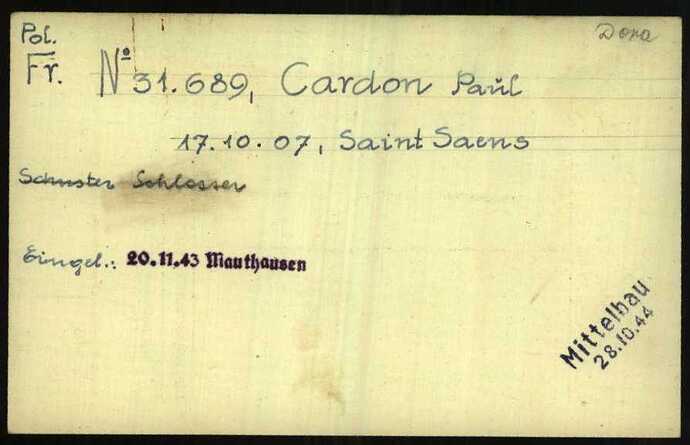 Pol.
Dora
Fr. Nº 31.689, Cardon Paŭl
17.10.07, Saint Saens
Schuster Schlosser
Eingel.: 20.11.43 Mauthausen
Mittelbau
28.10.44